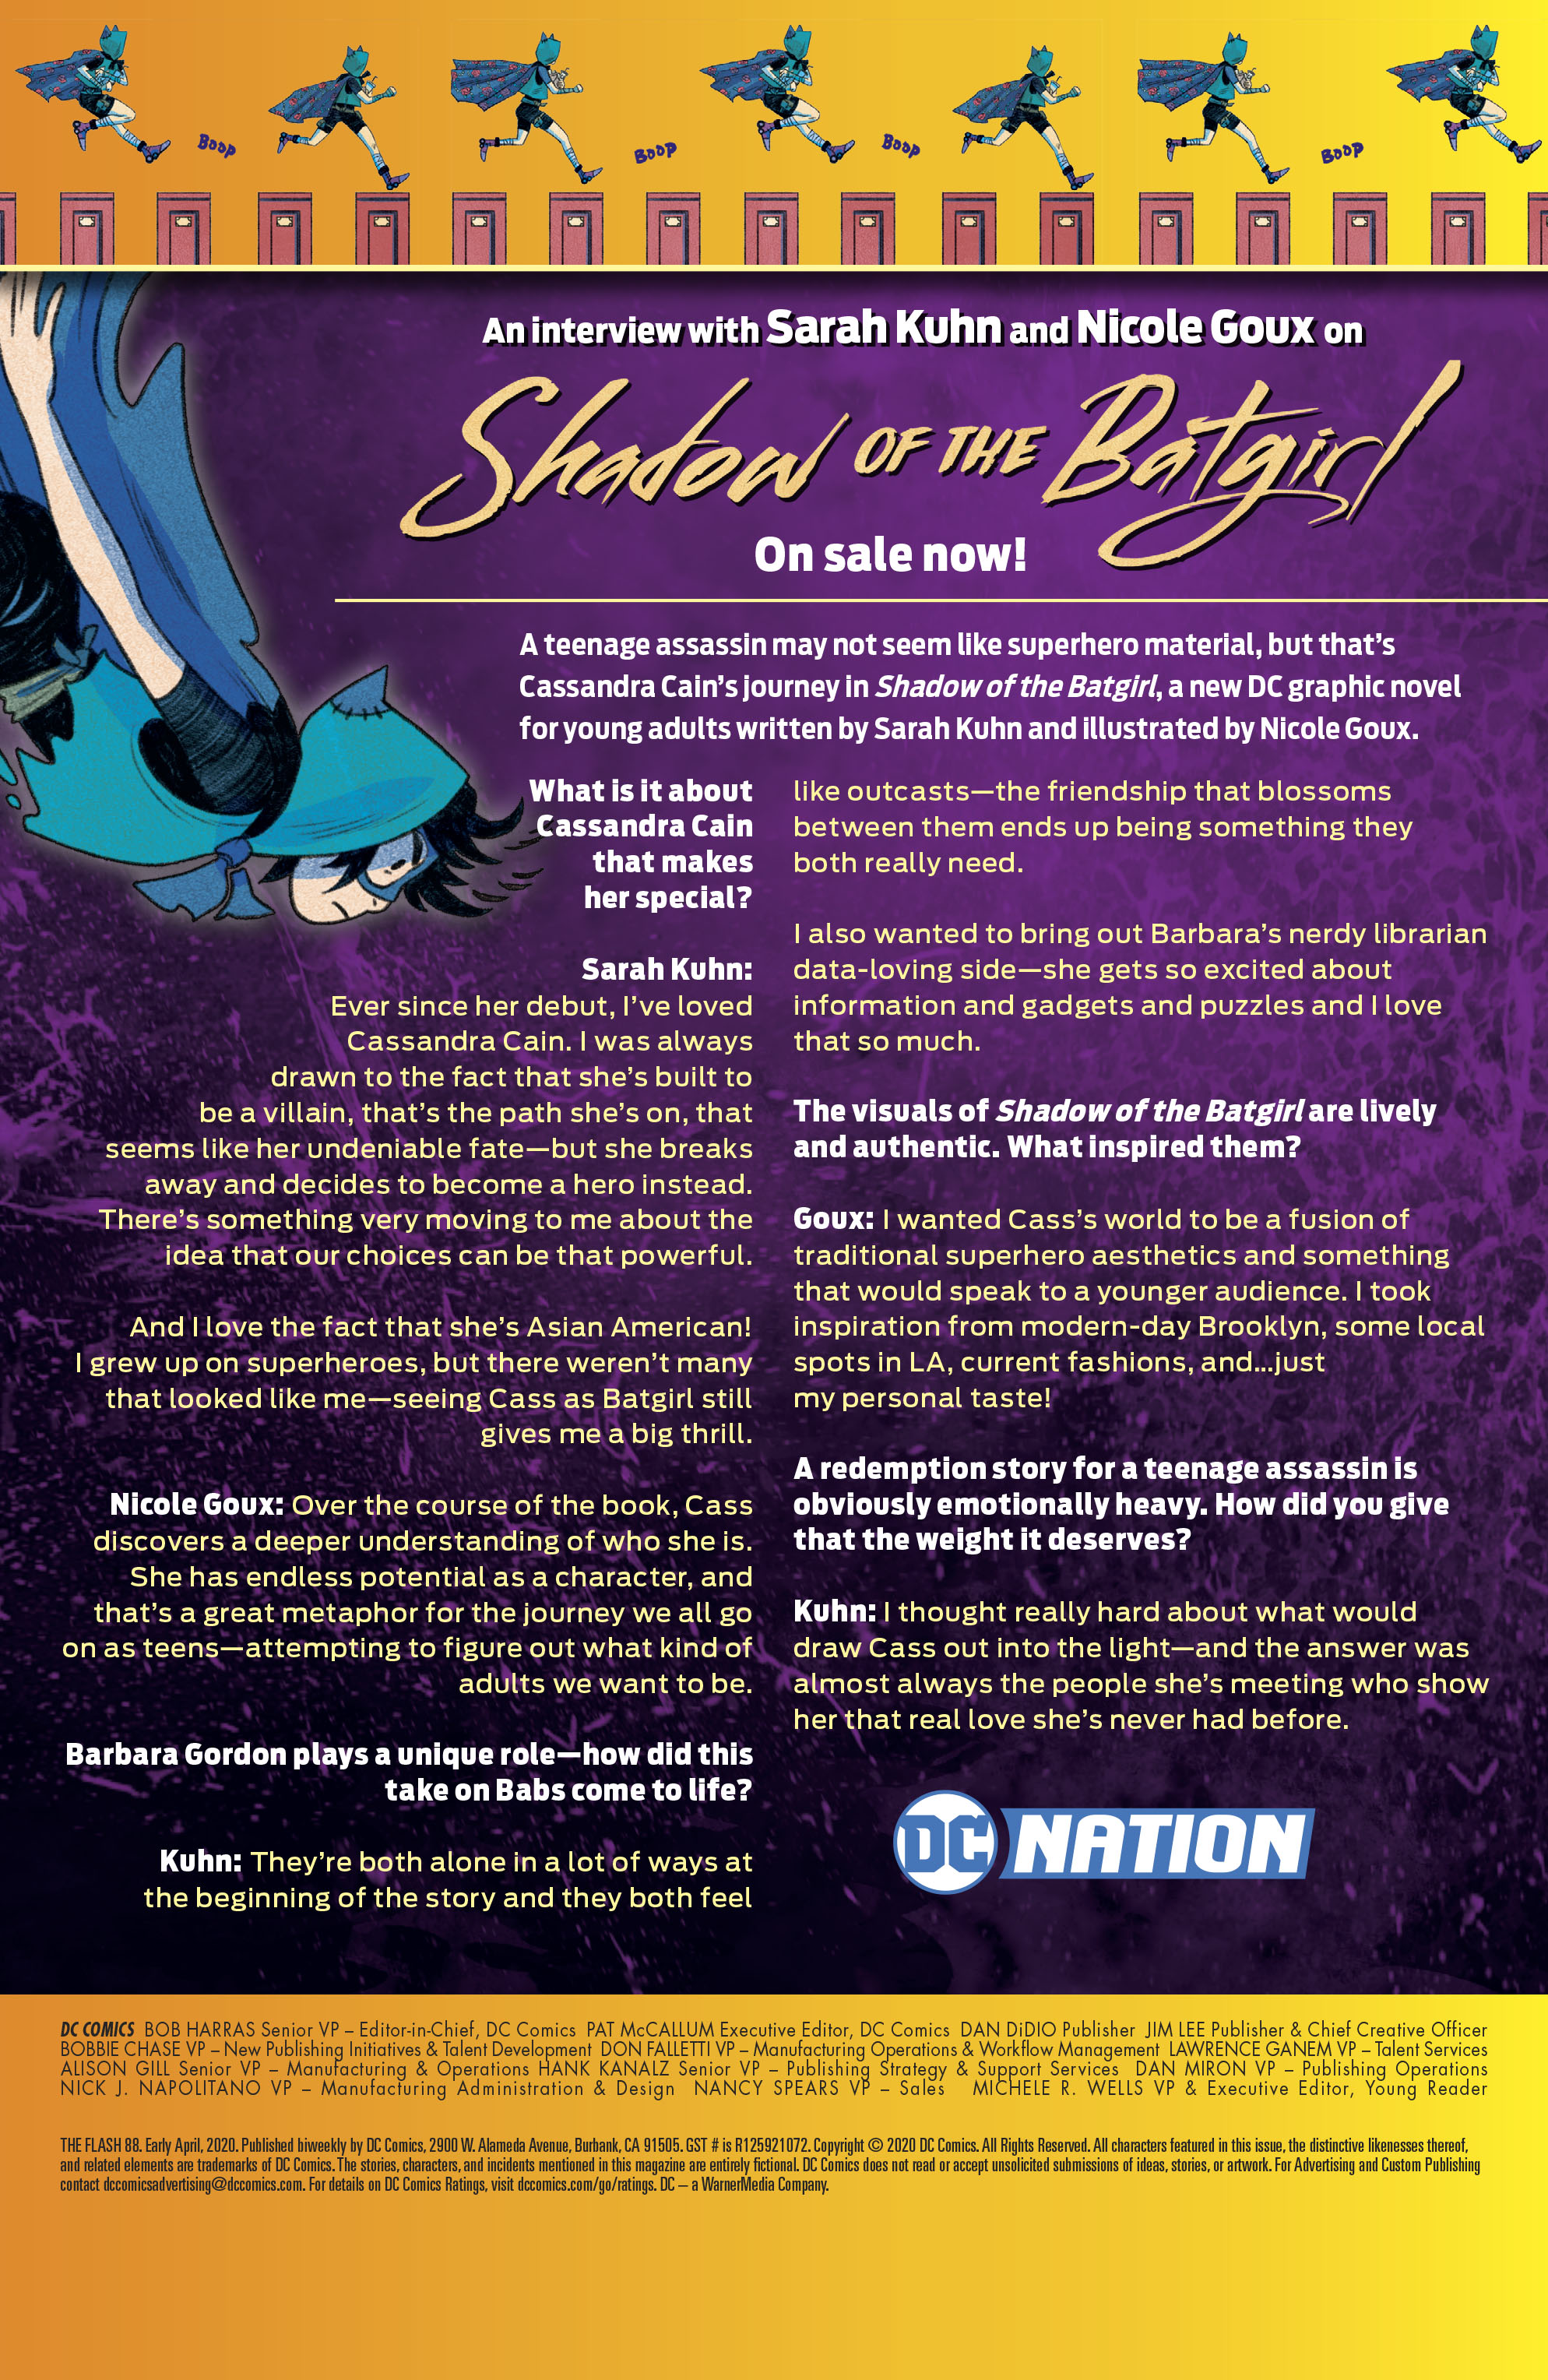 BOOP
BOOP
BOOP
BOOP
An interview with Sarah Kuhn and Nicole Goux on
Shadow OF THE Batgirl
On sale now!
A teenage assassin may not seem like superhero material, but that's
Cassandra Cain's journey in Shadow of the Batgirl, a new DC graphic novel
for young adults written by Sarah Kuhn and illustrated by Nicole Goux.
What is it about
Cassandra Cain
that makes
her special?
Sarah Kuhn:
Ever since her debut, I've loved
Cassandra Cain. I was always
drawn to the fact that she's built to
be a villain, that's the path she's on, that
seems like her undeniable fate—but she breaks
away and decides to become a hero instead.
There's something very moving to me about the
idea that our choices can be that powerful.
And I love the fact that she's Asian American!
I grew up on superheroes, but there weren't many
that looked like me—seeing Cass as Batgirl still
gives me a big thrill.
Nicole Goux: Over the course of the book, Cass
discovers a deeper understanding of who she is.
She has endless potential as a character, and
that's a great metaphor for the journey we all go
on as teens—attempting to figure out what kind of
adults we want to be.
Barbara Gordon plays a unique role—how did this
take on Babs come to life?
Kuhn: They're both alone in a lot of ways at
the beginning of the story and they both feel
like outcasts—the friendship that blossoms
between them ends up being something they
both really need.
I also wanted to bring out Barbara's nerdy librarian
data-loving side—she gets so excited about
information and gadgets and puzzles and I love
that so much.
The visuals of Shadow of the Batgirl are lively
and authentic. What inspired them?
Goux: I wanted Cass's world to be a fusion of
traditional superhero aesthetics and something
that would speak to a younger audience. I took
inspiration from modern-day Brooklyn, some local
spots in LA, current fashions, and...just
my personal taste!
A redemption story for a teenage assassin is
obviously emotionally heavy. How did you give
that the weight it deserves?
Kuhn: I thought really hard about what would
draw Cass out into the light—and the answer was
almost always the people she's meeting who show
her that real love she's never had before.
DC NATION
DC COMICS BOB HARRAS Senior VP – Editor-in-Chief, DC Comics PAT McCALLUM Executive Editor, DC Comics DAN DiDIO Publisher JIM LEE Publisher & Chief Creative Officer
BOBBIE CHASE VP – New Publishing Initiatives & Talent Development DON FALLETTI VP – Manufacturing Operations & Workflow Management LAWRENCE GANEM VP – Talent Services
ALISON GILL Senior VP – Manufacturing & Operations HANK KANALZ Senior VP – Publishing Strategy & Support Services DAN MIRON VP – Publishing Operations
NICK J. NAPOLITANO VP – Manufacturing Administration & Design NANCY SPEARS VP – Sales MICHELE R. WELLS VP & Executive Editor, Young Reader
THE FLASH 88. Early April, 2020. Published biweekly by DC Comics, 2900 W. Alameda Avenue, Burbank, CA 91505. GST # is R125921072. Copyright © 2020 DC Comics. All Rights Reserved. All characters featured in this issue, the distinctive likenesses thereof,
and related elements are trademarks of DC Comics. The stories, characters, and incidents mentioned in this magazine are entirely fictional. DC Comics does not read or accept unsolicited submissions of ideas, stories, or artwork. For Advertising and Custom Publishing
contact dccomicsadvertising@dccomics.com. For details on DC Comics Ratings, visit dccomics.com/go/ratings. DC – a WarnerMedia Company.